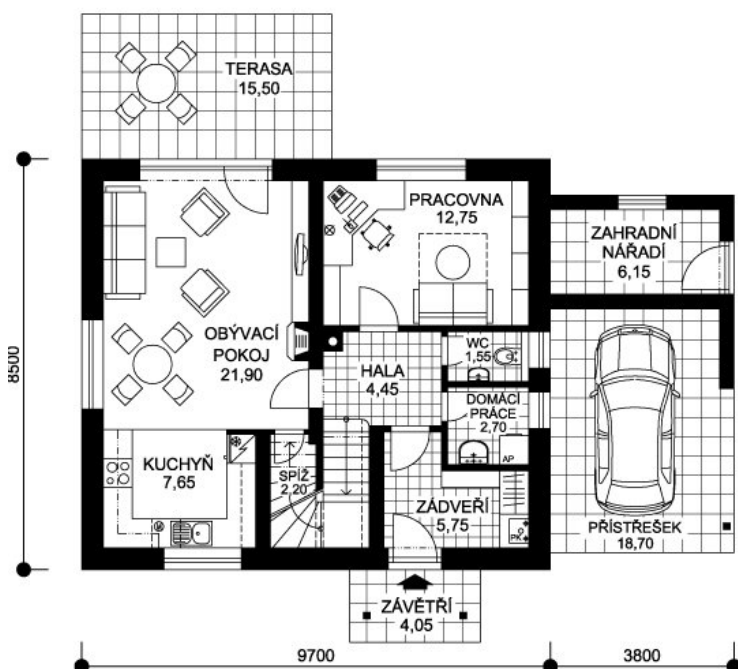 TERASA
15,50
PRACOVNA
12,75
ZAHRADNÍ
NÁŘADÍ
6,15
OBÝVACÍ
POKOJ
21,90
HALA
4,45
WC
1,55
DOMÁCÍ
PRÁCE
2,70
AP
KUCHYŇ
7,65
SPÍŽ
2,20
ZÁDVEŘÍ
5,75
PK
PŘÍSTŘEŠEK
18,70
ZÁVĚTŘÍ
4,05
8500
9700
3800